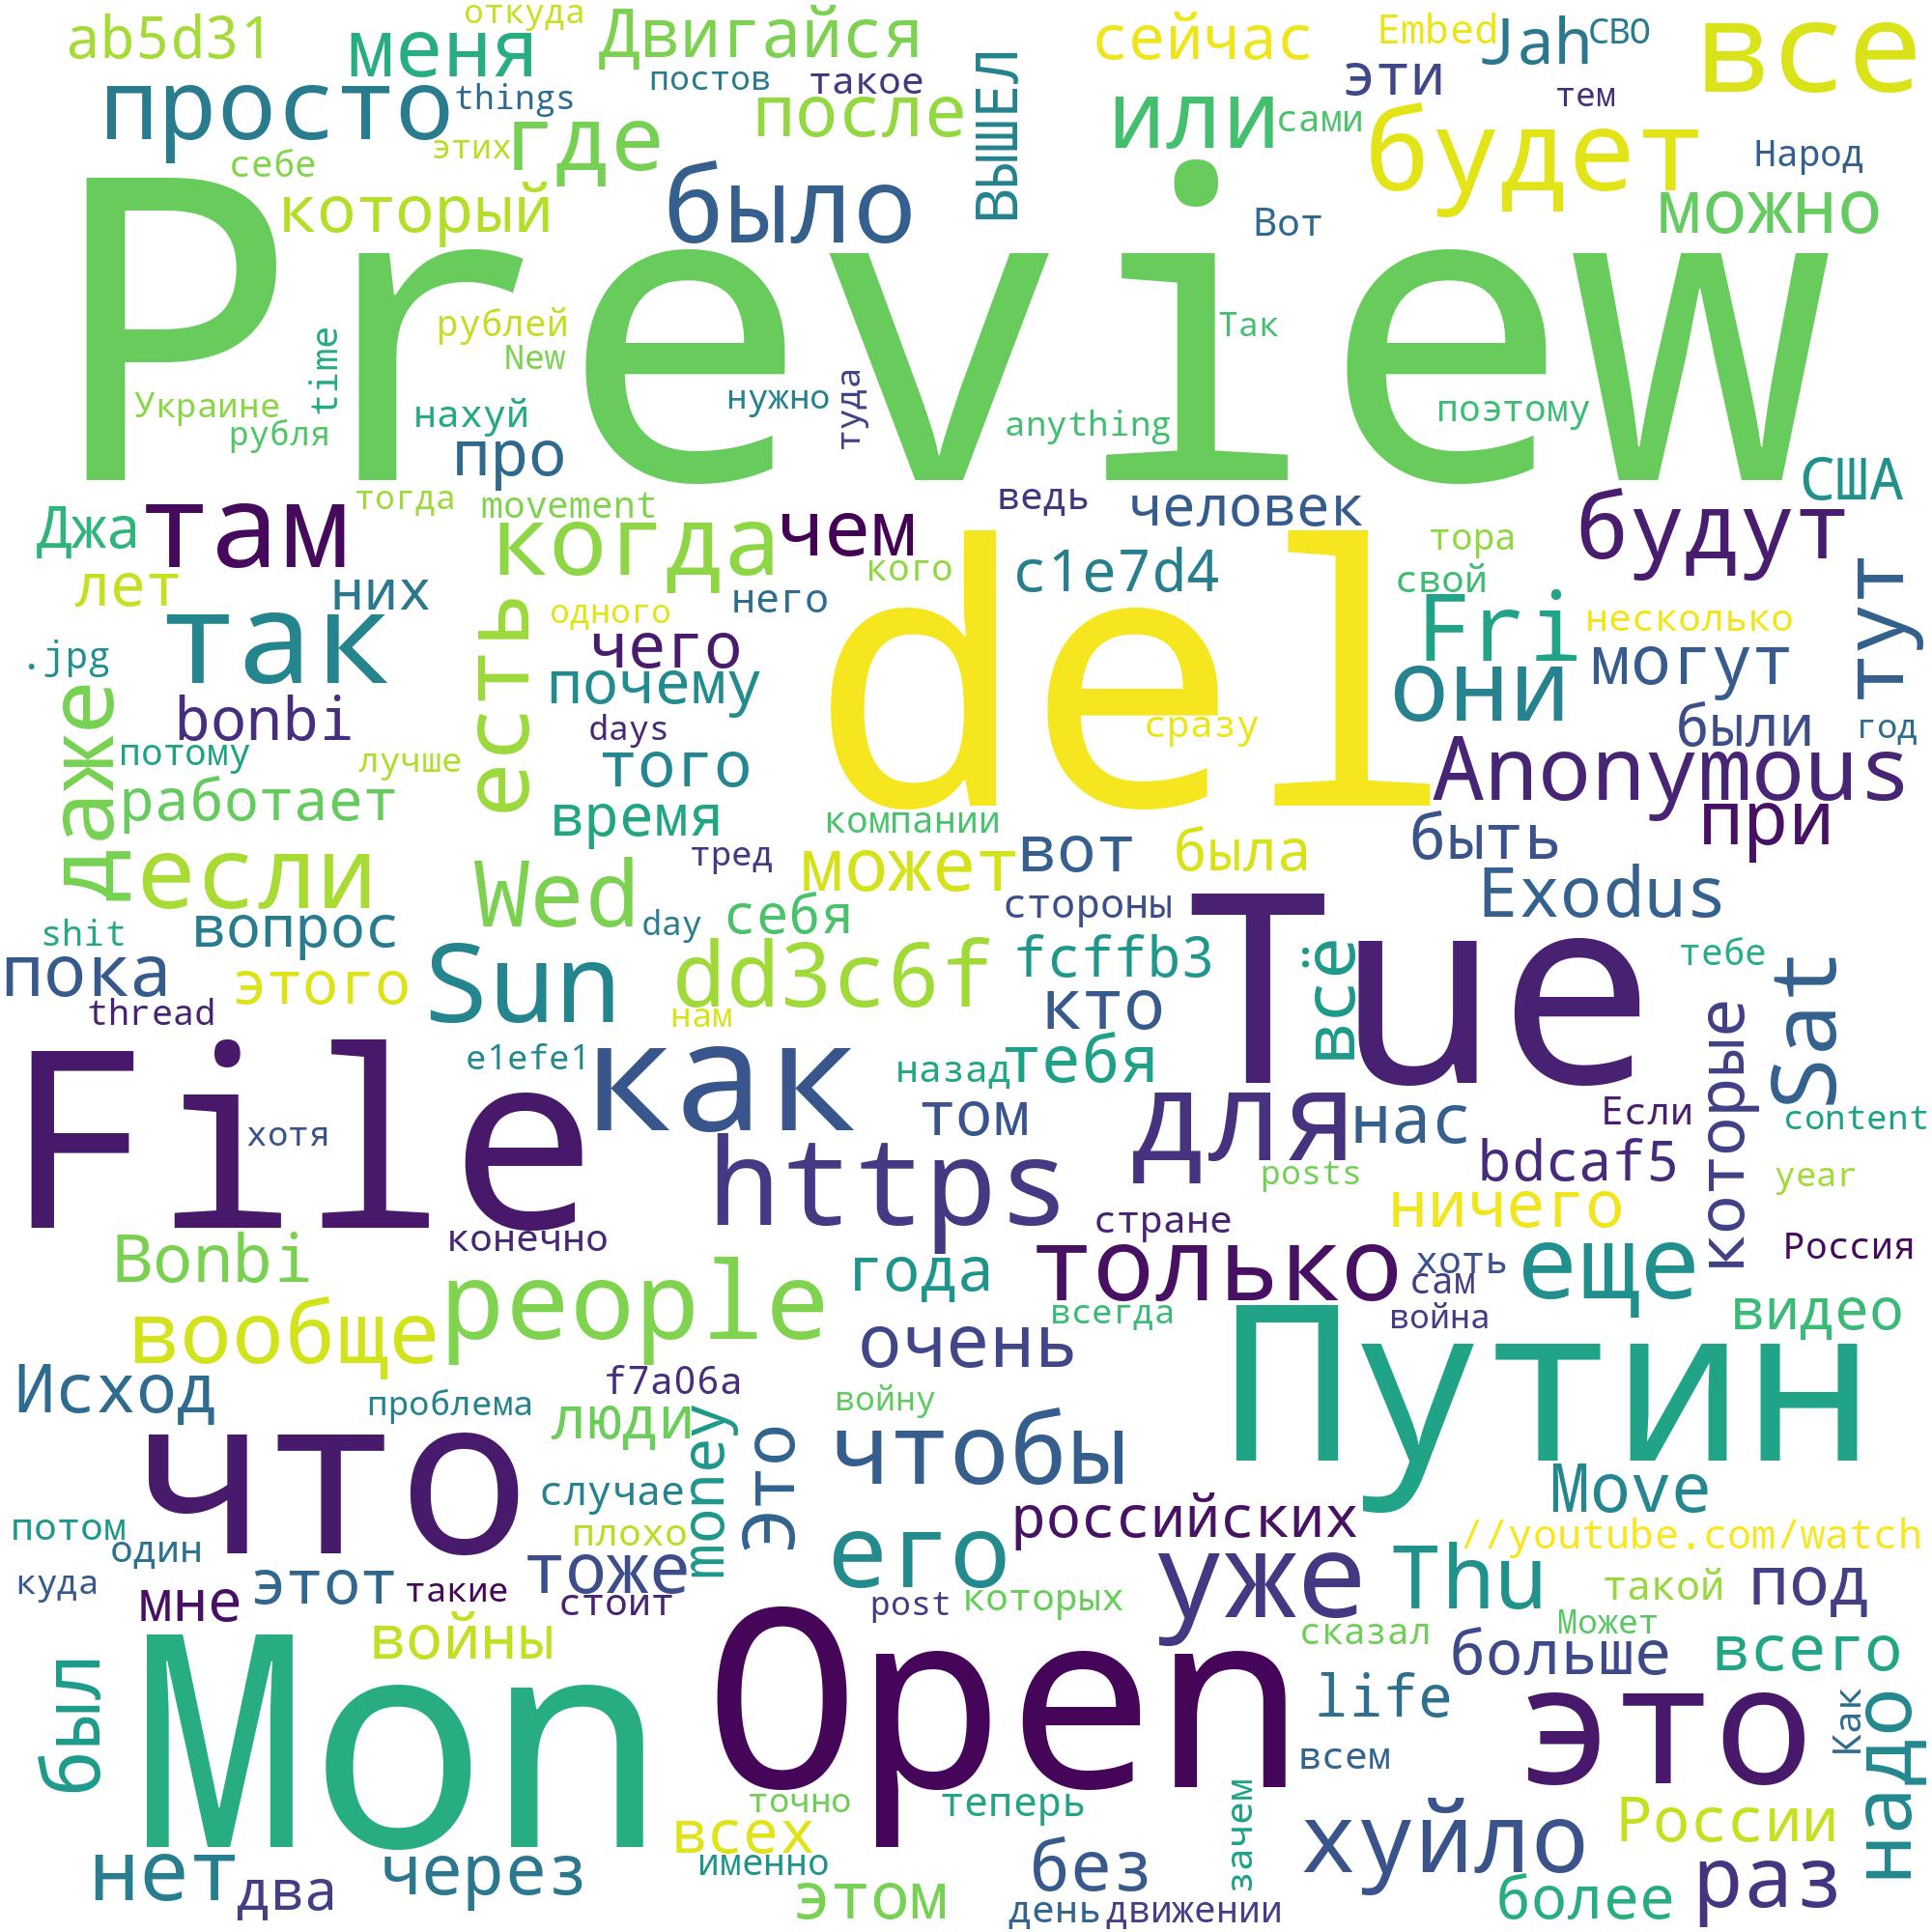 откуда
ab5d31 меня Двигайся сейчас Embed Jah СВО все
постов такое эти
просто things где после ВЫШЕЛ или сами тем
себе этих будет Народ
который было Вот можно
Preview
рублей Так
New
Украине time нахуй нужно туда anything поэтому
рубля про
США
Джа там тогда movement когда чем ведь человек будут
тора
лет них кого c1e7d4 свой
так есть одного него del Fri несколько тут
.jpg чего они могут
даже bonbi почему days сразу были год
потому лучше того Anonymous
работает время компании при
если тред может вот была быть
Wed стороны Exodus
shit вопрос day себя
пока этого Sun dd3c6f fcffb3 всё Tue тебе Sat
thread нам кто которые
File e1efe1 как назад тебя
том для нас Если content
хотя https bdcaf5
posts year
конечно стране ничего
Bonbi people года только хоть еще Россия
сам
вообще очень всегда война видео
Исход f7a06a Путин
проблема люди money войну
что Это чтобы
случае Move
потом плохо российских //youtube.com/watch
один тоже его уже Thu
куда мне этот такие стоит post которых такой под
войны сказал Может
был Mon Open больше всего
life это Как надо
всем
точно теперь зачем
всех хуйло России
нет два через именно без раз
этом день движении более